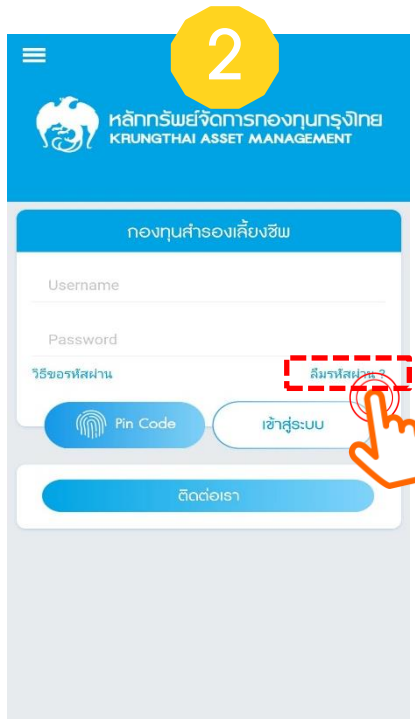 2
หลักทรัพย์จัดการกองทุนกรุงไทย
KRUNGTHAI ASSET MANAGEMENT
กองทุนสำรองเลี้ยงชีพ
Username
Password
วิธีขอรหัสผ่าน ลืมรหัสผ่าน ?
Pin Code เข้าสู่ระบบ
ติดต่อเรา